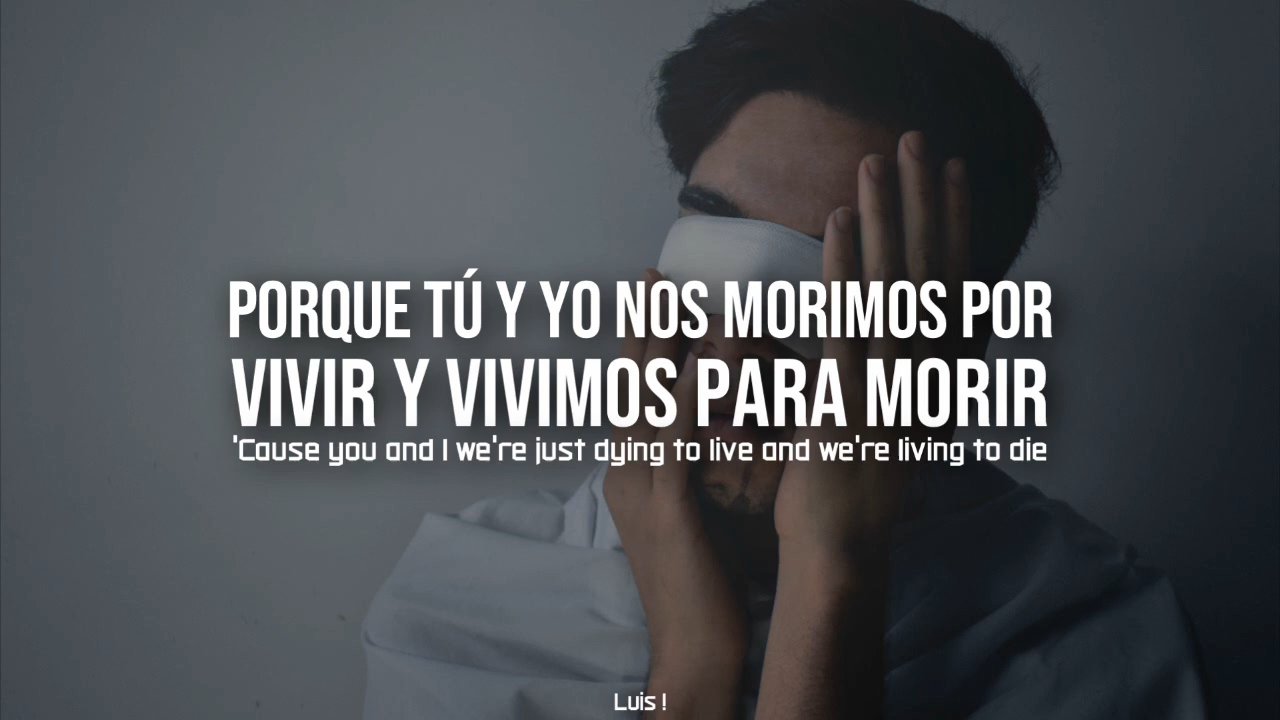 PORQUE TÚ Y YO NOS MORIMOS POR
VIVIR Y VIVIMOS PARA MORIR
'Cause you and I we're just dying to live and we're living to die
Luis !